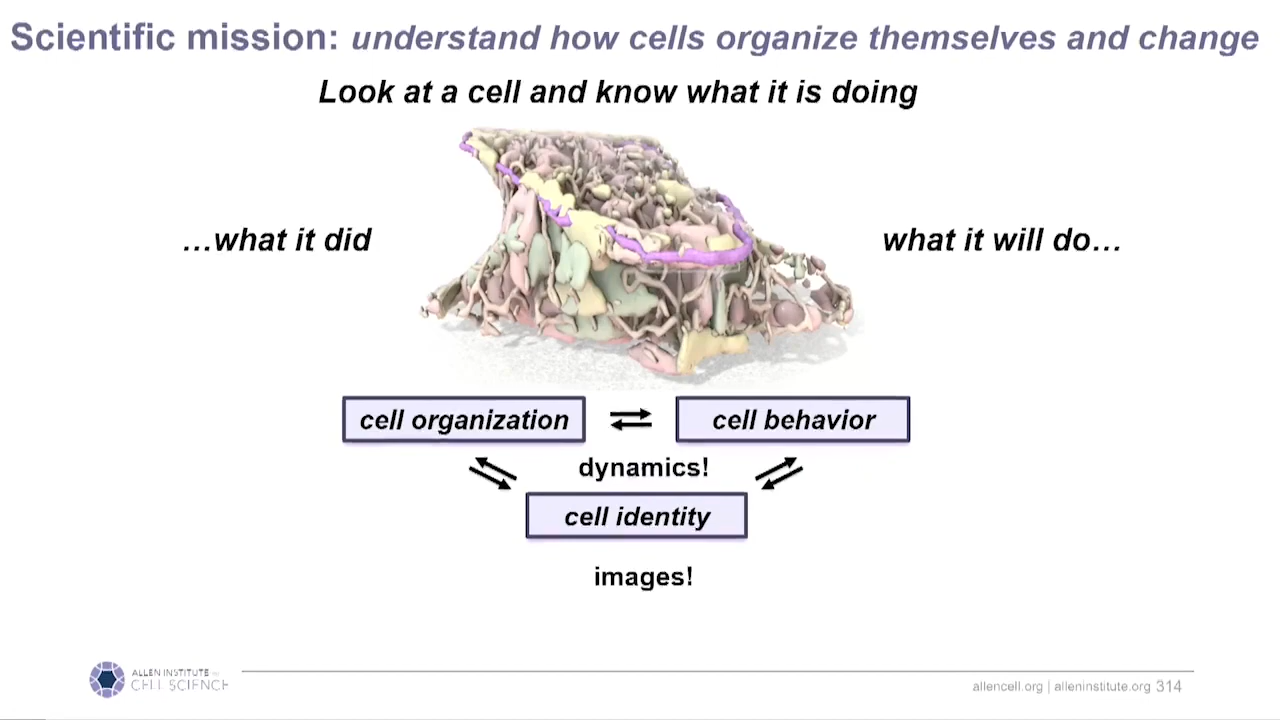 Scientific mission: understand how cells organize themselves and change
Look at a cell and know what it is doing
…what it did
what it will do…
cell organization
cell behavior
dynamics!
cell identity
images!
ALLEN INSTITUTE for
CELL SCIENCE
allencell.org | alleninstitute.org 314